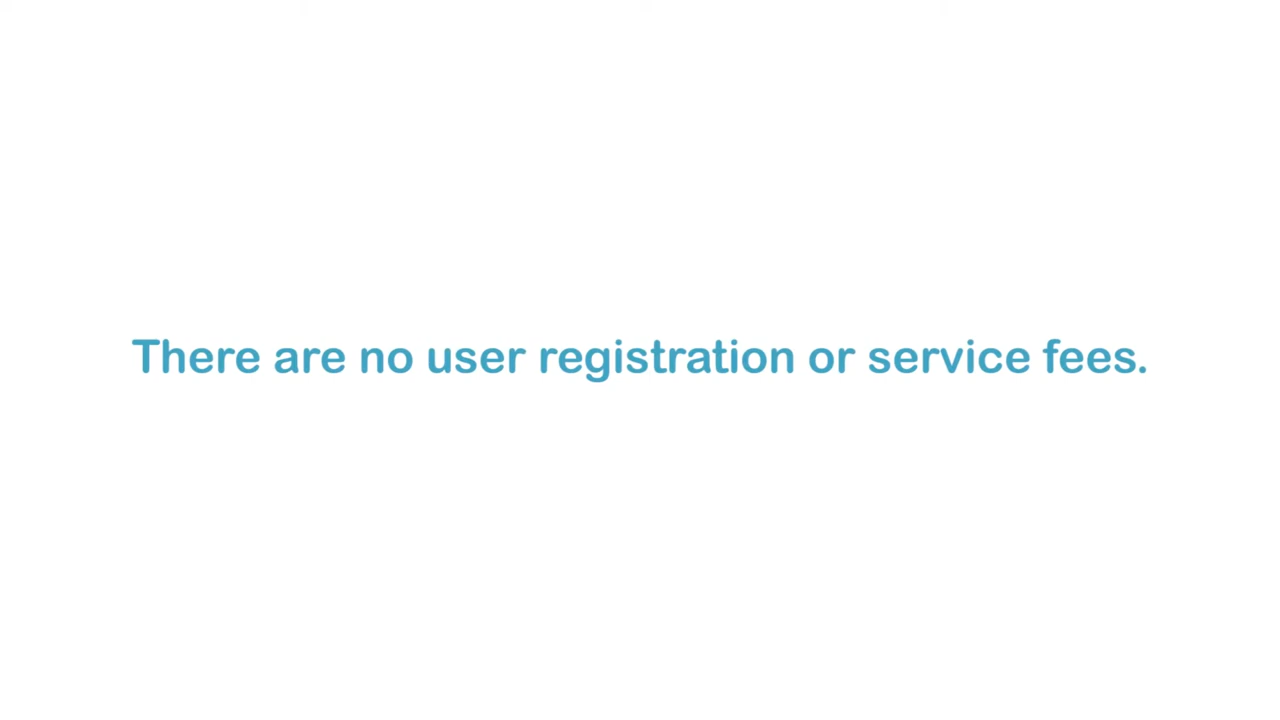 There are no user registration or service fees.